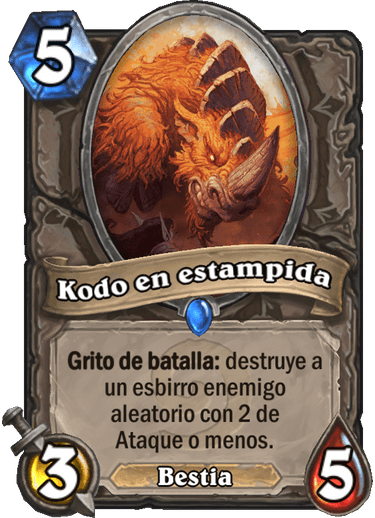 5
Kodo en estampida
Grito de batalla: destruye a
un esbirro enemigo
aleatorio con 2 de
Ataque o menos.
3
Bestia
5